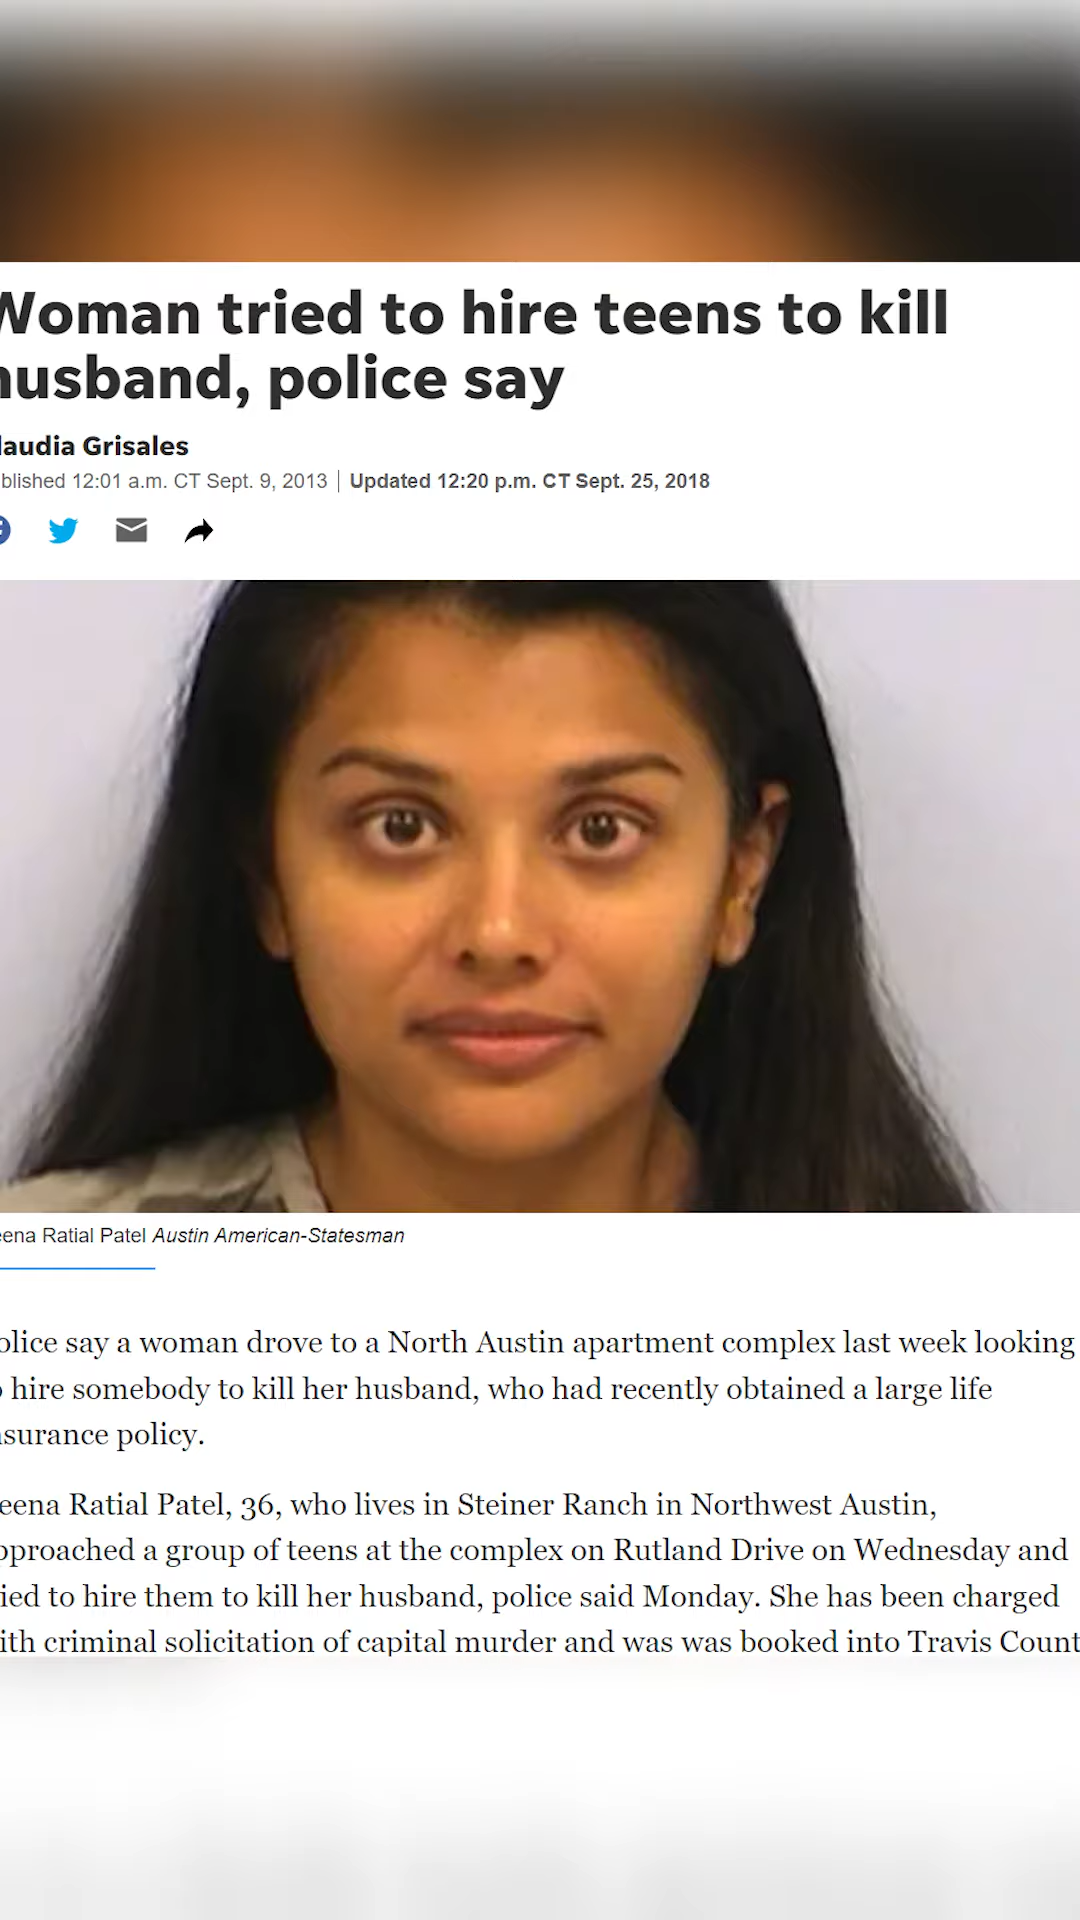 Woman tried to hire teens to kill
husband, police say
laudia Grisales
blished 12:01 a.m. CT Sept. 9, 2013 | Updated 12:20 p.m. CT Sept. 25, 2018
eena Ratial Patel Austin American-Statesman
olice say a woman drove to a North Austin apartment complex last week looking
o hire somebody to kill her husband, who had recently obtained a large life
nsurance policy.
eena Ratial Patel, 36, who lives in Steiner Ranch in Northwest Austin,
pproached a group of teens at the complex on Rutland Drive on Wednesday and
ied to hire them to kill her husband, police said Monday. She has been charged
ith criminal solicitation of capital murder and was was booked into Travis Count